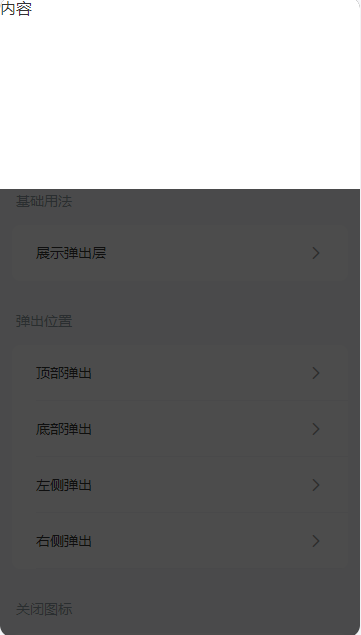 内容
基础用法
展示弹出层
弹出位置
顶部弹出
底部弹出
左侧弹出
右侧弹出
关闭图标